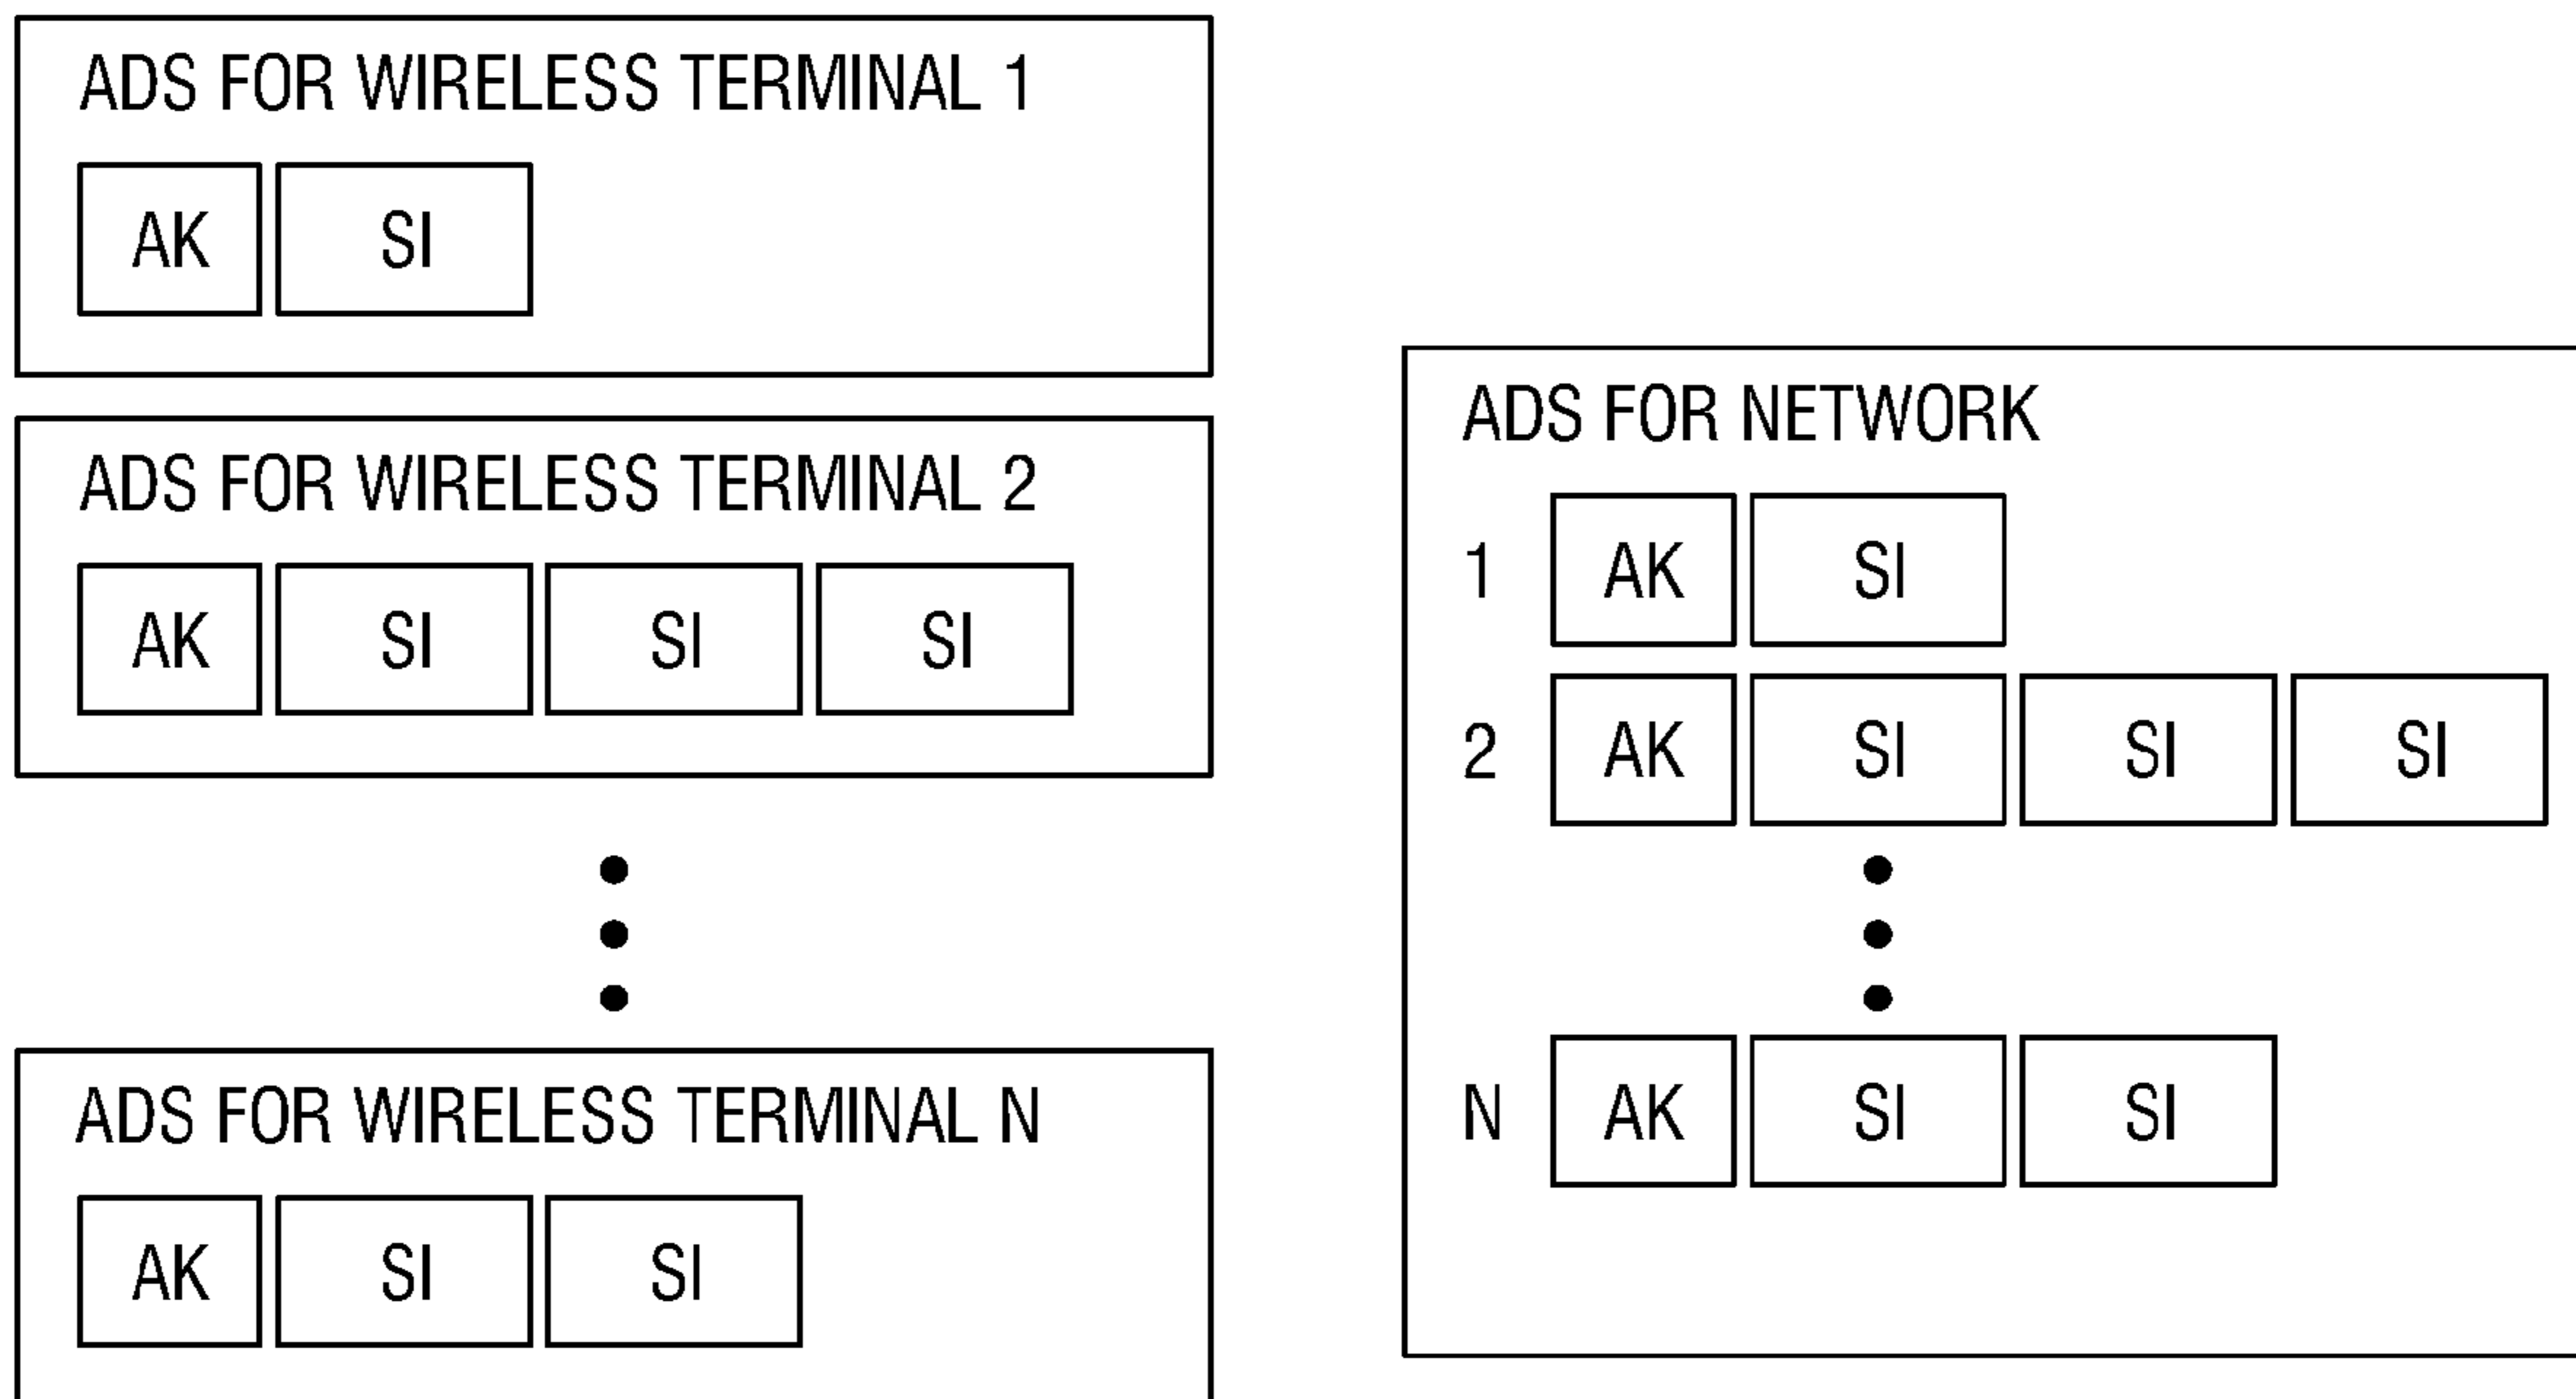 ADS FOR WIRELESS TERMINAL 1
AK SI
ADS FOR WIRELESS TERMINAL 2
AK SI SI SI
ADS FOR WIRELESS TERMINAL N
AK SI SI
ADS FOR NETWORK
1 AK SI
2 AK SI SI SI
N AK SI SI